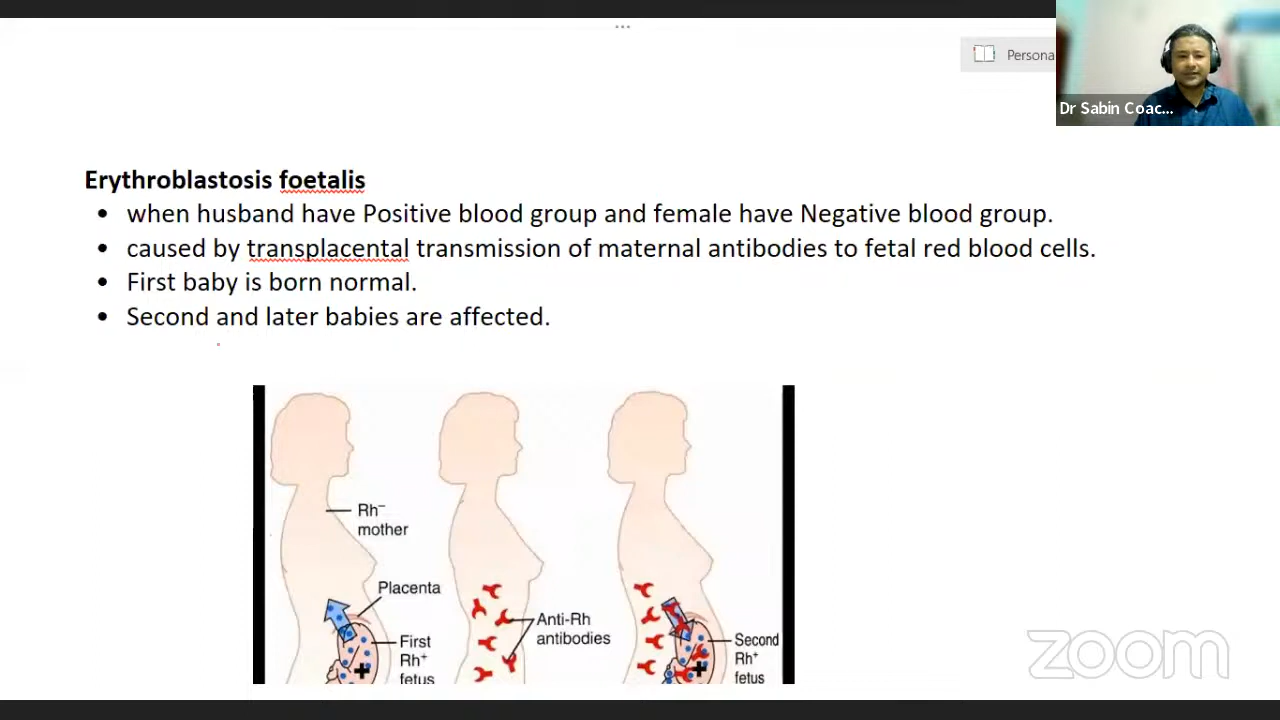 ...
Persona
Dr Sabin Coac...
Erythroblastosis foetalis
• when husband have Positive blood group and female have Negative blood group.
• caused by transplacental transmission of maternal antibodies to fetal red blood cells.
• First baby is born normal.
• Second and later babies are affected.
Rh⁻
mother
Placenta
First
Rh⁺
fetus
Anti-Rh
antibodies
Second
Rh⁺
fetus
zoom